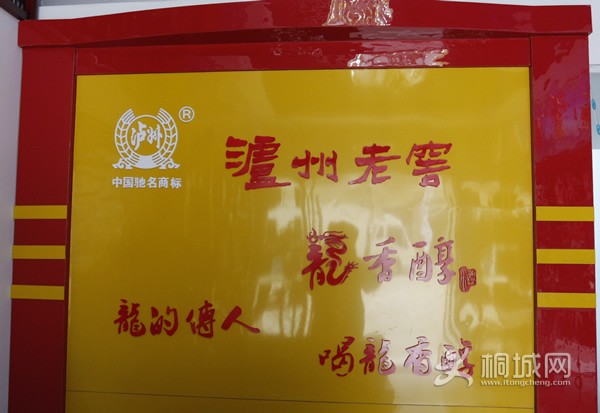 泸州
®
中国驰名商标
瀘州老窖
龍香醇
龍的傳人
喝龍香醇
桐城网
www.itongcheng.com